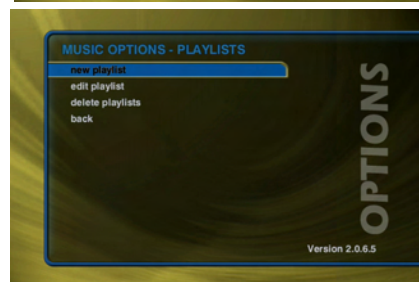 MUSIC OPTIONS - PLAYLISTS
new playlist
edit playlist
delete playlists
back
OPTIONS
Version 2.0.6.5